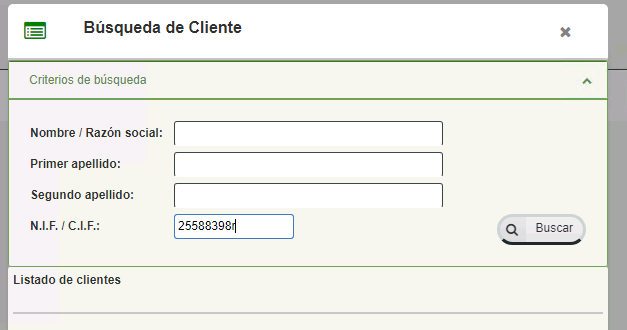 Búsqueda de Cliente
Criterios de búsqueda
Nombre / Razón social:
Primer apellido:
Segundo apellido:
N.I.F. / C.I.F.: 25588398r
Buscar
Listado de clientes